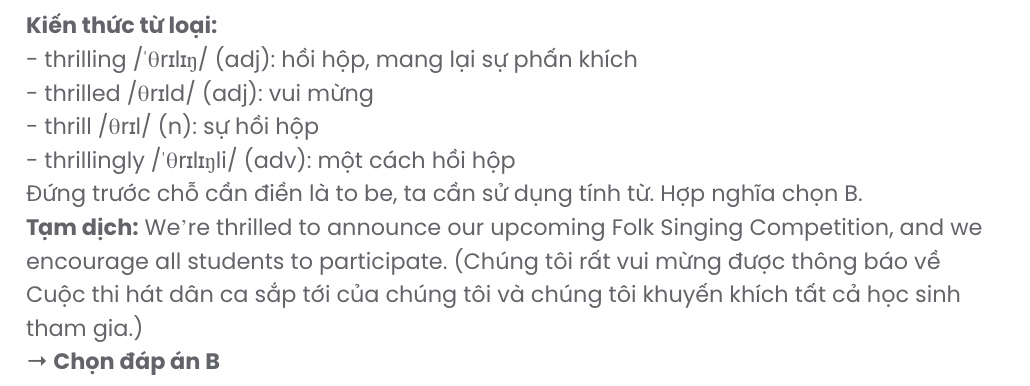 Kiến thức từ loại:
- thrilling /ˈθrɪlɪŋ/ (adj): hồi hộp, mang lại sự phấn khích
- thrilled /θrɪld/ (adj): vui mừng
- thrill /θrɪl/ (n): sự hồi hộp
- thrillingly /ˈθrɪlɪŋli/ (adv): một cách hồi hộp
Đứng trước chỗ cần điền là to be, ta cần sử dụng tính từ. Hợp nghĩa chọn B.
Tạm dịch: We’re thrilled to announce our upcoming Folk Singing Competition, and we
encourage all students to participate. (Chúng tôi rất vui mừng được thông báo về
Cuộc thi hát dân ca sắp tới của chúng tôi và chúng tôi khuyến khích tất cả học sinh
tham gia.)
→ Chọn đáp án B